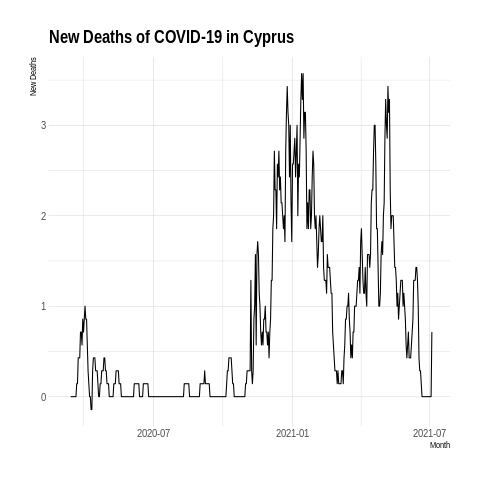 New Deaths of COVID-19 in Cyprus
New Deaths
3
2
1
0
2020-07
2021-01
2021-07
Month